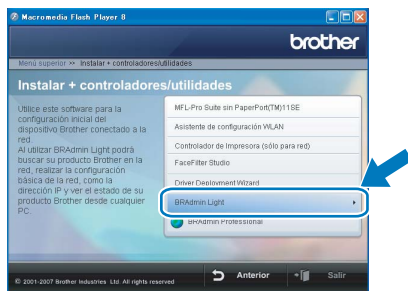 Macromedia Flash Player 8
brother
Menú superior >> Instalar + controladores/utilidades
Instalar + controladores/utilidades
Utilice este software para la
configuración inicial del
dispositivo Brother conectado a la
red.
Al utilizar BRAdmin Light podrá
buscar su producto Brother en la
red, realizar la configuración
básica de la red, como la
dirección IP y ver el estado de su
producto Brother desde cualquier
PC.
MFL-Pro Suite sin PaperPort(TM)11SE
Asistente de configuración WLAN
Controlador de Impresora (sólo para red)
FaceFilter Studio
Driver Deployment Wizard
BRAdmin Light
BRAdmin Professional
© 2001-2007 Brother Industries Ltd. All rights reserved
Anterior
Salir